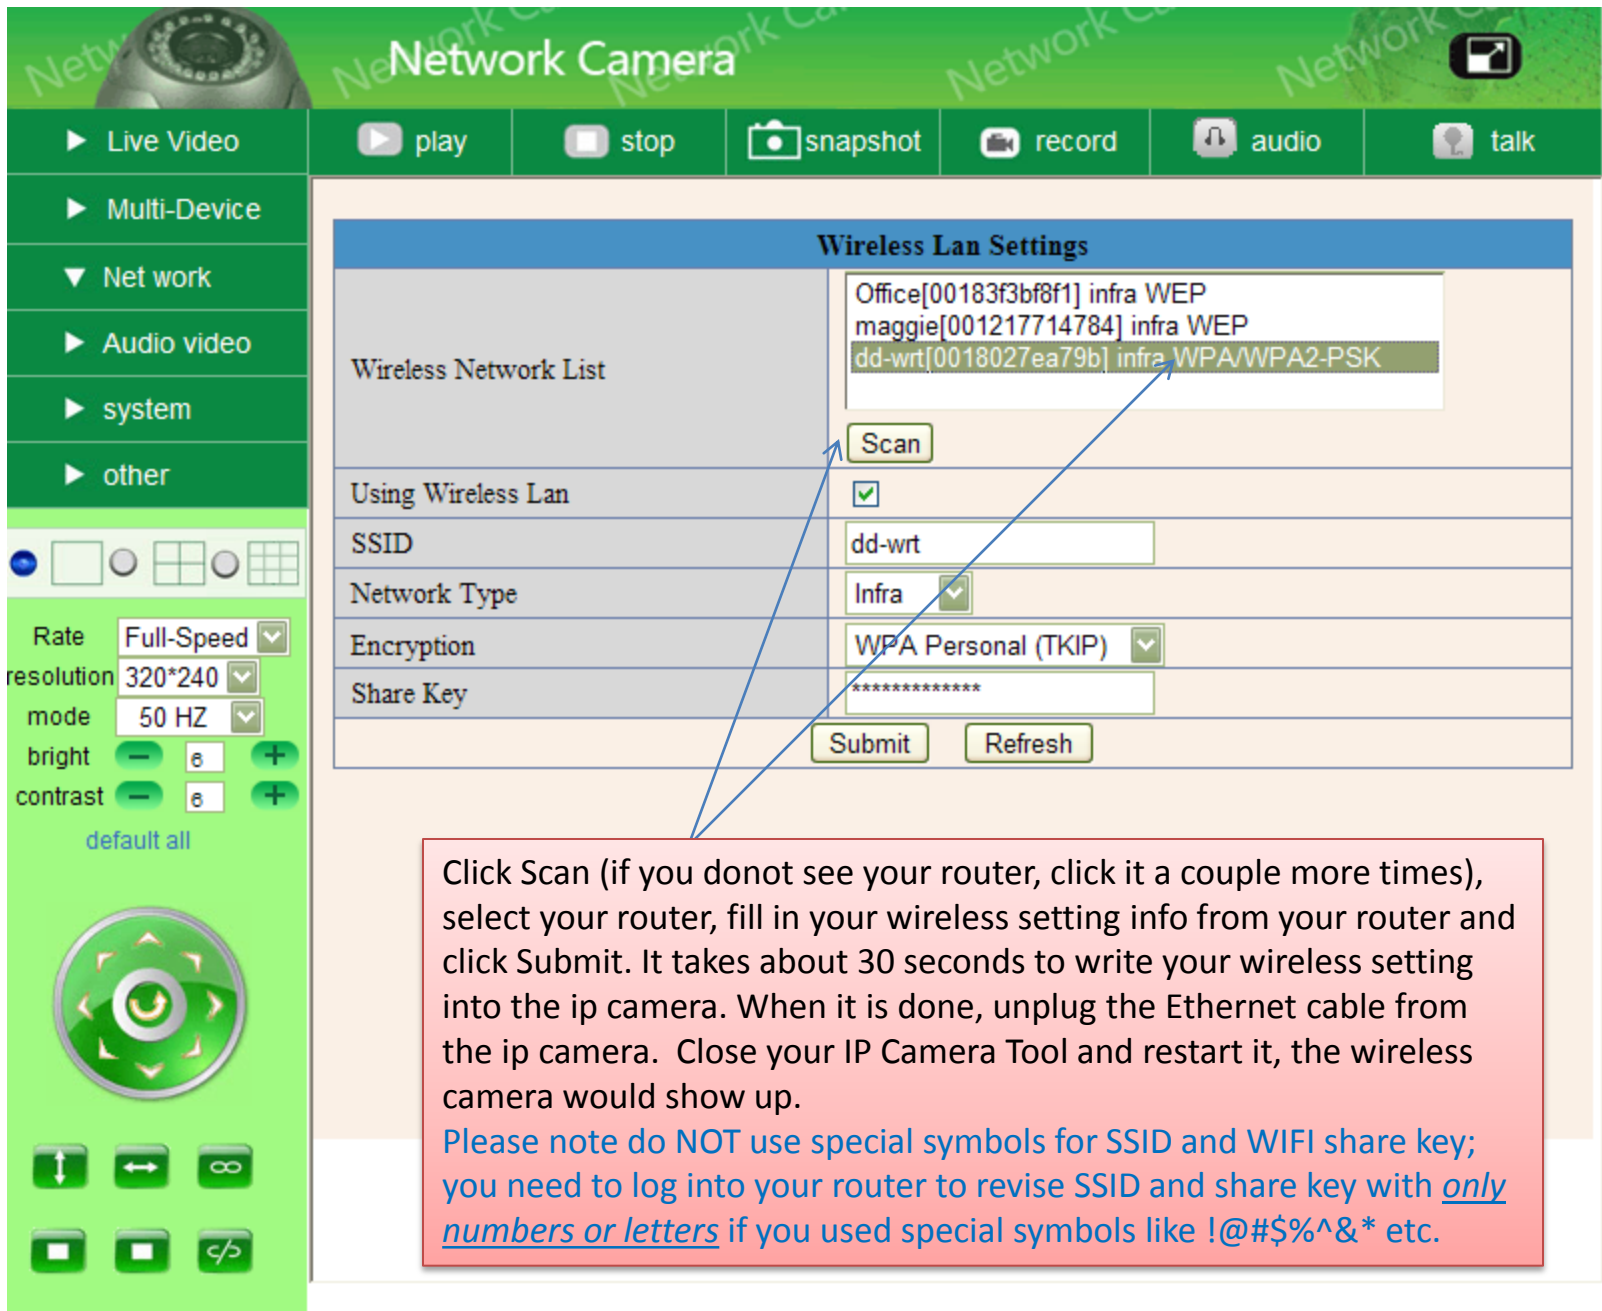 Network Camera
Live Video
play
stop
snapshot
record
audio
talk
Multi-Device
Net work
Audio video
system
other
Rate Full-Speed
resolution 320*240
mode 50 HZ
bright 6
contrast 6
default all
Wireless Lan Settings
Wireless Network List
Office[00183f3bf8f1] infra WEP
maggie[001217714784] infra WEP
dd-wrt[0018027ea79b] infra WPA/WPA2-PSK
Scan
Using Wireless Lan
SSID dd-wrt
Network Type Infra
Encryption WPA Personal (TKIP)
Share Key *************
Submit Refresh
Click Scan (if you donot see your router, click it a couple more times),
select your router, fill in your wireless setting info from your router and
click Submit. It takes about 30 seconds to write your wireless setting
into the ip camera. When it is done, unplug the Ethernet cable from
the ip camera.  Close your IP Camera Tool and restart it, the wireless
camera would show up.
Please note do NOT use special symbols for SSID and WIFI share key;
you need to log into your router to revise SSID and share key with only
numbers or letters if you used special symbols like !@#$%^&* etc.